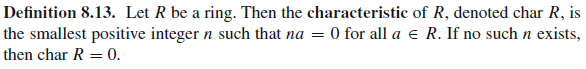 Definition 8.13. Let R be a ring. Then the characteristic of R, denoted char R, is
the smallest positive integer n such that na = 0 for all a ∈ R. If no such n exists,
then char R = 0.